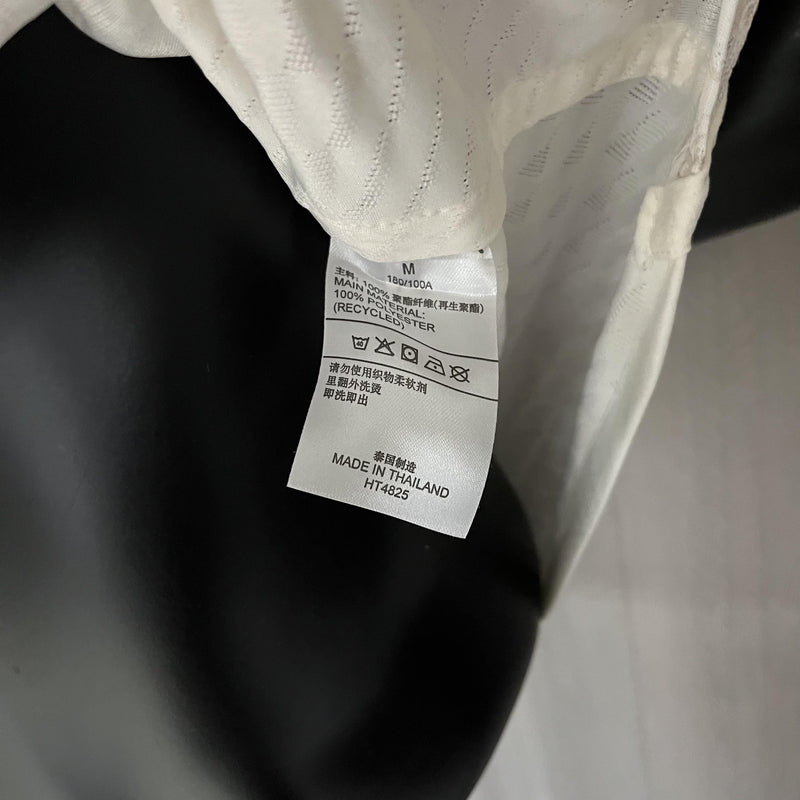 M
180/100A
主料: 100% 聚酯纤维(再生聚酯)
MAIN MATERIAL:
100% POLYESTER
(RECYCLED)
40
请勿使用织物柔软剂
里翻外洗烫
即洗即出
泰国制造
MADE IN THAILAND
HT4825